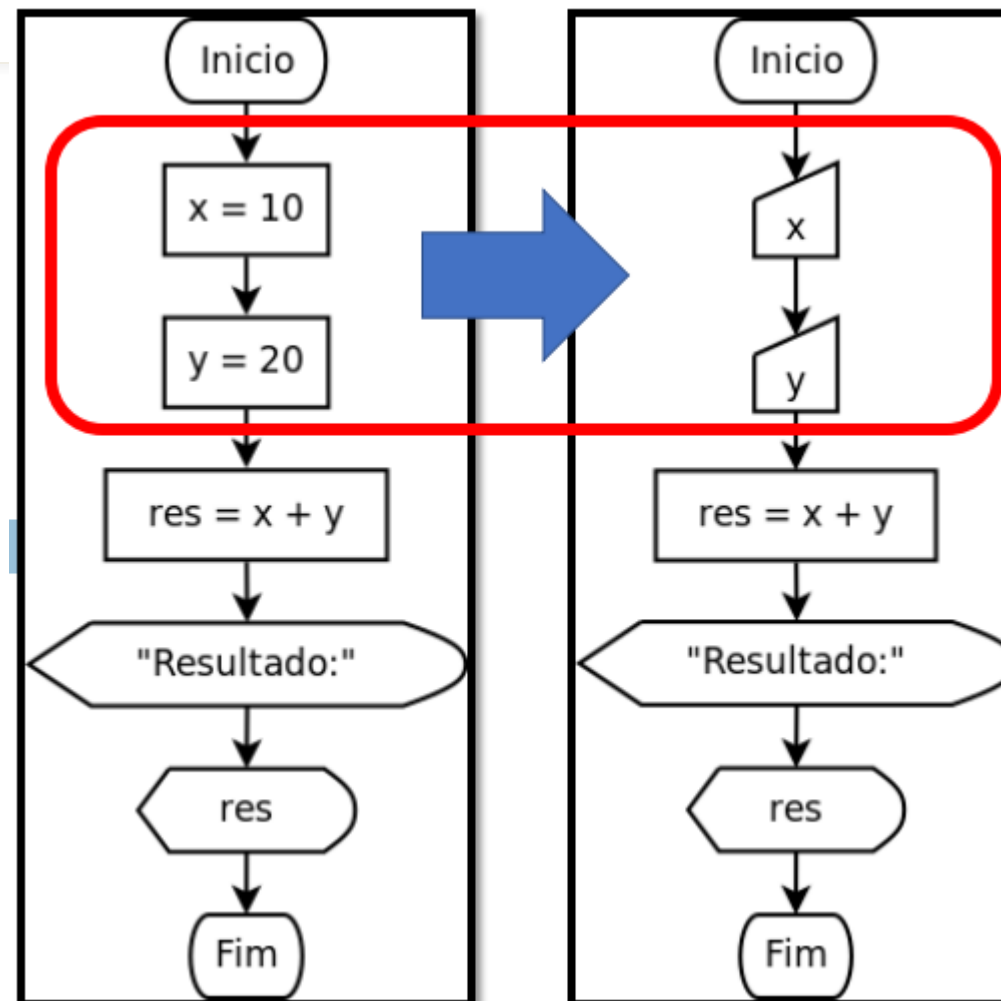 Inicio
x = 10
y = 20
res = x + y
"Resultado:"
res
Fim
Inicio
x
y
res = x + y
"Resultado:"
res
Fim